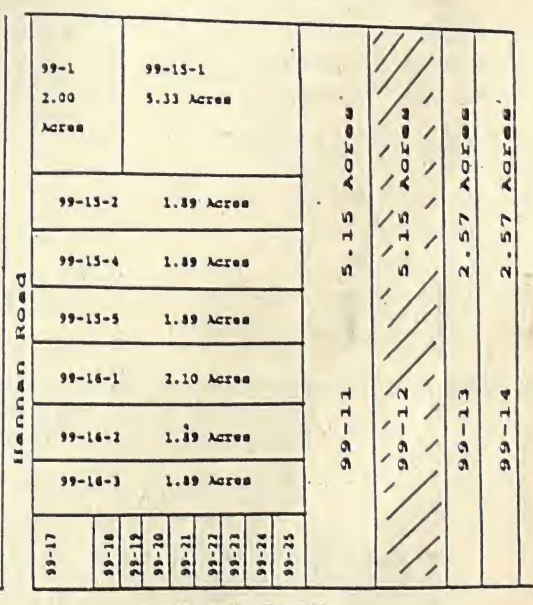 99-1
2.00
Acres
99-15-1
5.33 Acres
99-15-2 1.89 Acres
99-15-4 1.89 Acres
99-15-5 1.89 Acres
99-16-1 2.10 Acres
99-16-2 1.89 Acres
99-16-3 1.89 Acres
99-17
99-18
99-19
99-20
99-21
99-22
99-23
99-24
99-25
Hannan Road
99-11 5.15 Acres
99-12 5.15 Acres
99-13 2.57 Acres
99-14 2.57 Acres